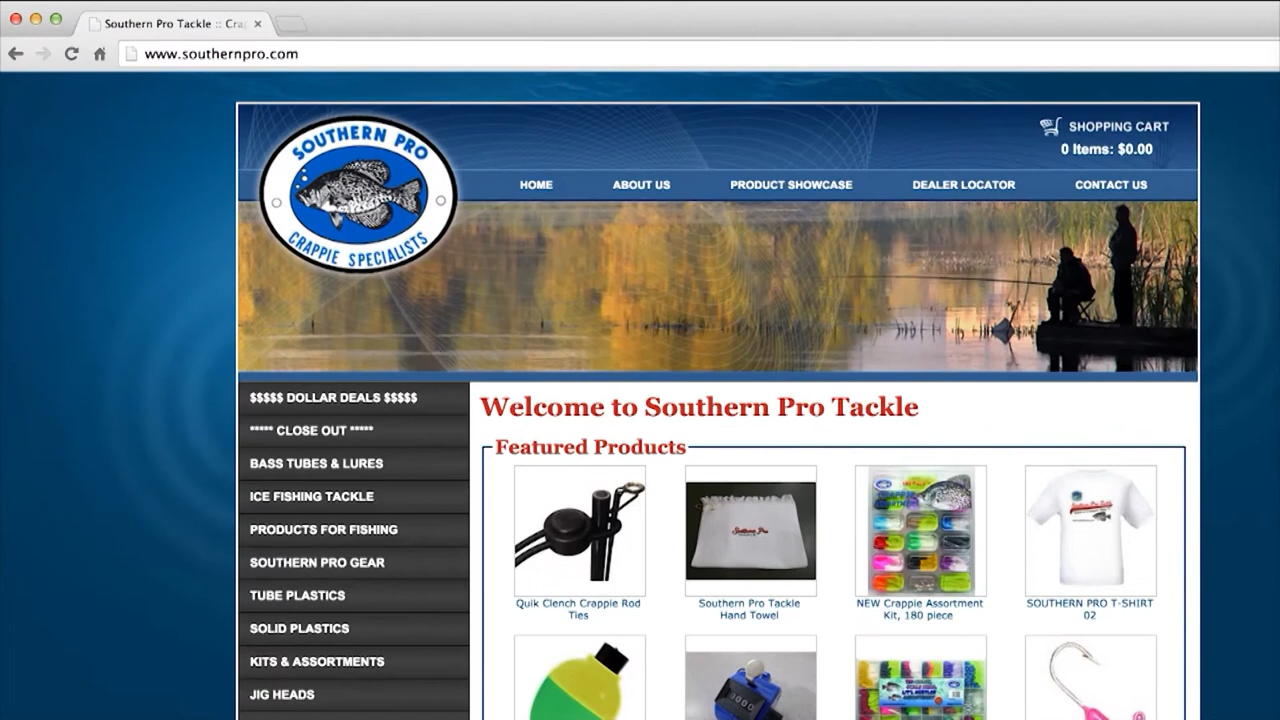 Southern Pro Tackle :: Cra
www.southernpro.com
SOUTHERN PRO
CRAPPIE SPECIALISTS
SHOPPING CART
0 Items: $0.00
HOME
ABOUT US
PRODUCT SHOWCASE
DEALER LOCATOR
CONTACT US
$$$$$ DOLLAR DEALS $$$$$
***** CLOSE OUT *****
BASS TUBES & LURES
ICE FISHING TACKLE
PRODUCTS FOR FISHING
SOUTHERN PRO GEAR
TUBE PLASTICS
SOLID PLASTICS
KITS & ASSORTMENTS
JIG HEADS
Welcome to Southern Pro Tackle
Featured Products
Southern Pro
Quik Clench Crappie Rod
Ties
Southern Pro Tackle
Hand Towel
NEW Crappie Assortment
Kit, 180 piece
SOUTHERN PRO T-SHIRT
02